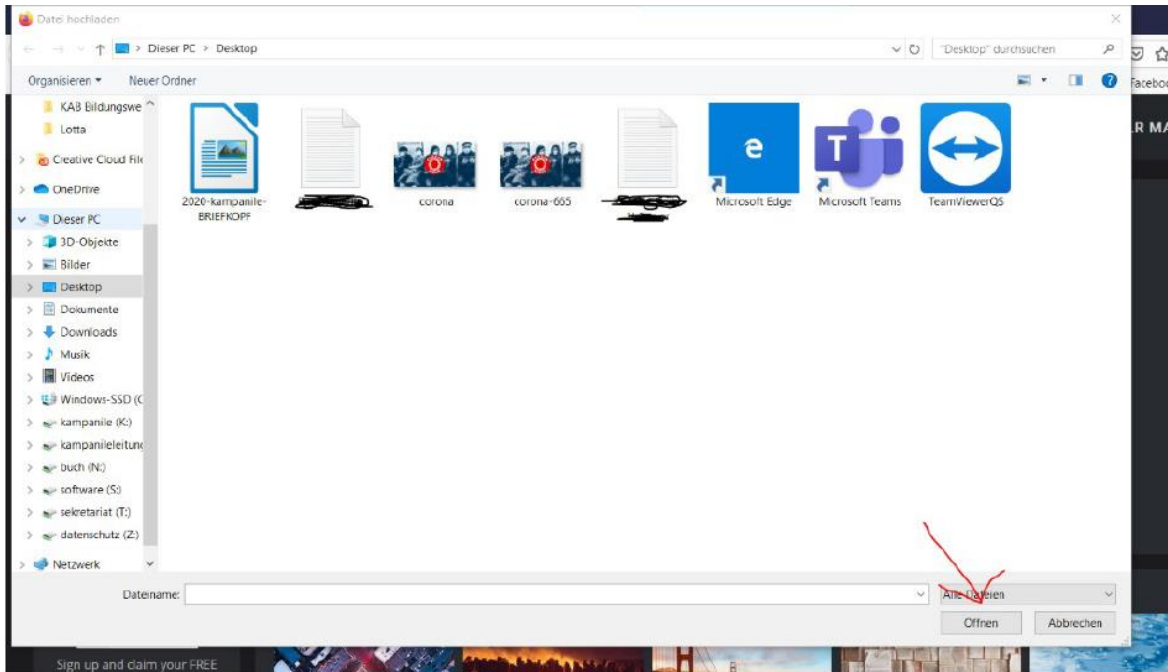 Datei hochladen
Dieser PC > Desktop
"Desktop" durchsuchen
Organisieren
Neuer Ordner
KAB Bildungswe
Lotta
Creative Cloud File
OneDrive
Dieser PC
3D-Objekte
Bilder
Desktop
Dokumente
Downloads
Musik
Videos
Windows-SSD (C
kampanile (K:)
kampanileleitung
buch (N:)
software (S:)
sekretariat (T:)
datenschutz (Z:)
Netzwerk
2020-kampanile-
BRIEFKOPF
corona
corona-665
Microsoft Edge
Microsoft Teams
TeamViewerQS
Faceboo
R MA
Dateiname:
Alle Dateien
Öffnen
Abbrechen
Sign up and claim your FREE